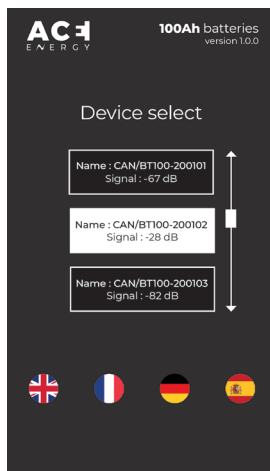 ACE
ENERGY
100Ah batteries
version 1.0.0
Device select
Name : CAN/BT100-200101
Signal : -67 dB
Name : CAN/BT100-200102
Signal : -28 dB
Name : CAN/BT100-200103
Signal : -82 dB